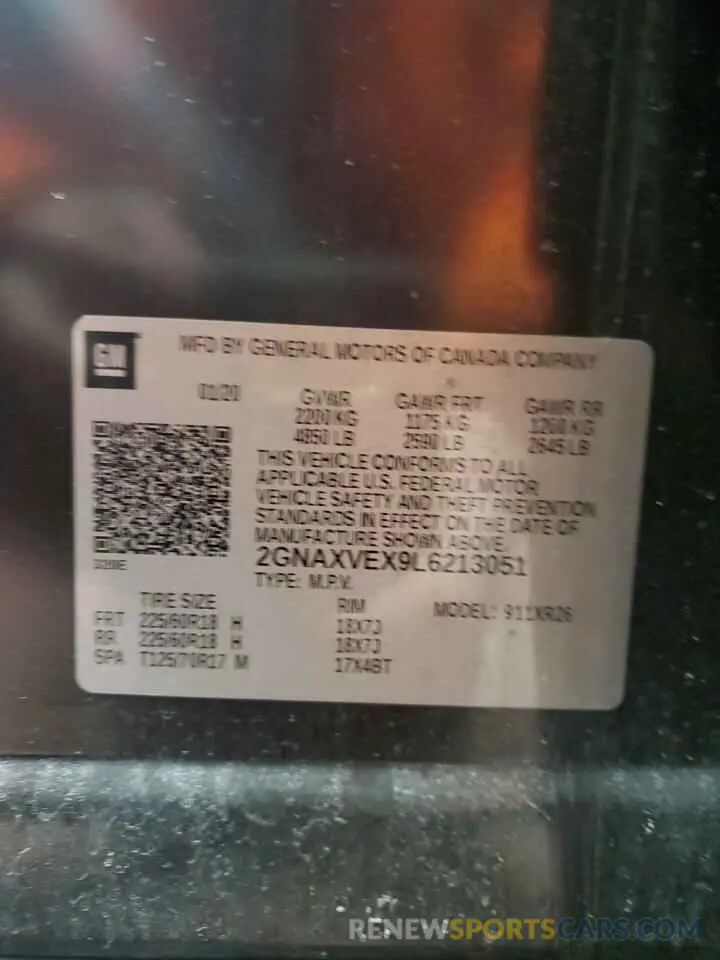 GM
MFD BY GENERAL MOTORS OF CANADA COMPANY
01/20 GVWR GAWR FRT GAWR RR
2200 KG 1175 KG 1200 KG
4850 LB 2590 LB 2645 LB
THIS VEHICLE CONFORMS TO ALL
APPLICABLE U.S. FEDERAL MOTOR
VEHICLE SAFETY AND THEFT PREVENTION
STANDARDS IN EFFECT ON THE DATE OF
MANUFACTURE SHOWN ABOVE.
2GNAXVEX9L6213051
TYPE: M.P.V.
TIRE SIZE RIM MODEL: 911XR26
FRT 225/60R18 H 18X7J
RR 225/60R18 H 18X7J
SPA T125/70R17 M 17X4BT
RENEWSPORTSCARS.COM